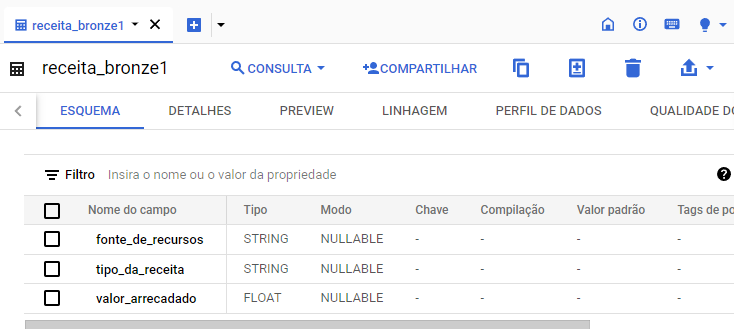 receita_bronze1
receita_bronze1 CONSULTA COMPARTILHAR
ESQUEMA DETALHES PREVIEW LINHAGEM PERFIL DE DADOS QUALIDADE DO
Filtro Insira o nome ou o valor da propriedade
Nome do campo Tipo Modo Chave Compilação Valor padrão Tags de po
fonte_de_recursos STRING NULLABLE - - - -
tipo_da_receita STRING NULLABLE - - - -
valor_arrecadado FLOAT NULLABLE - - - -